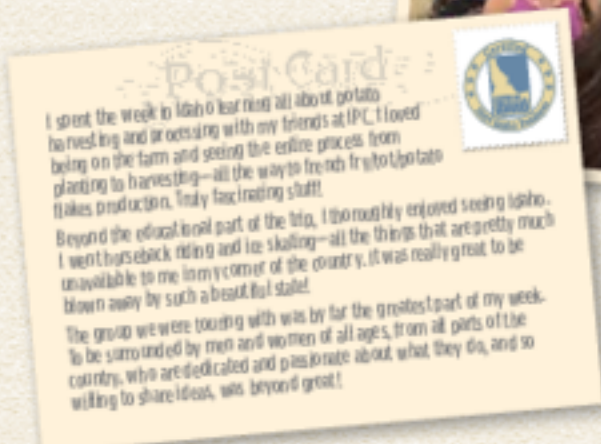 Post Card
I spent the week in Idaho learning all about potato
harvesting and processing with my friends at IPC. I loved
being on the farm and seeing the entire process from
planting to harvesting—all the way to french fry/tot/potato
flakes production. Truly fascinating stuff!
Beyond the educational part of the trip, I thoroughly enjoyed seeing Idaho.
I went horseback riding and ice skating—all the things that are pretty much
unavailable to me in my corner of the country. It was really great to be
blown away by such a beautiful state!
The group we were touring with was by far the greatest part of my week.
To be surrounded by men and women of all ages, from all parts of the
country, who are dedicated and passionate about what they do, and so
willing to share ideas, was beyond great!